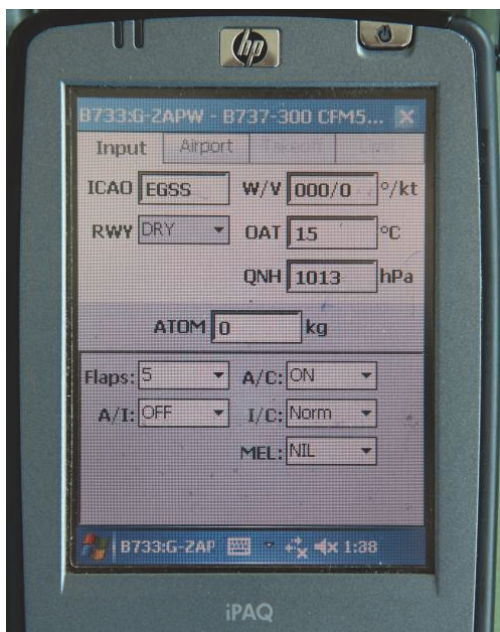 hp
B733:G-ZAPW - B737-300 CFM5... X
Input Airport
ICAO EGSS W/V 000/0 °/kt
RWY DRY OAT 15 °C
QNH 1013 hPa
ATOM 0 kg
Flaps: 5 A/C: ON
A/I: OFF I/C: Norm
MEL: NIL
B733:G-ZAP 1:38
iPAQ